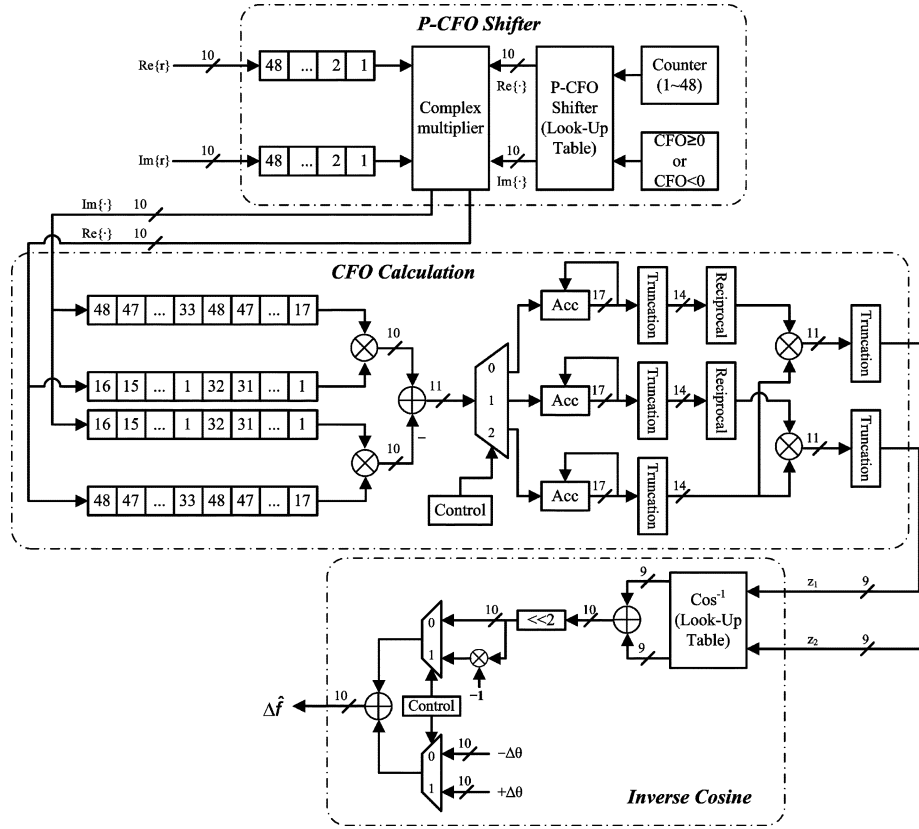 P-CFO Shifter
Re{r}
10
48 ... 2 1
Complex
multiplier
10
Re{·}
P-CFO
Shifter
(Look-Up
Table)
Counter
(1~48)
Im{r}
10
48 ... 2 1
10
Im{·}
CFO≥0
or
CFO<0
Im{·} 10
Re{·} 10
CFO Calculation
48 47 ... 33 48 47 ... 17
10
16 15 ... 1 32 31 ... 1
16 15 ... 1 32 31 ... 1
10
48 47 ... 33 48 47 ... 17
−
11
0
1
2
Control
Acc
17
Truncation
14
Reciprocal
11
Truncation
Acc
17
Truncation
14
Reciprocal
11
Truncation
Acc
17
Truncation
14
Cos-1
(Look-Up
Table)
z1 9
z2 9
9
9
10
<<2
10
0
1
−1
Control
Δf̂
10
0
1
10 −Δθ
10 +Δθ
Inverse Cosine